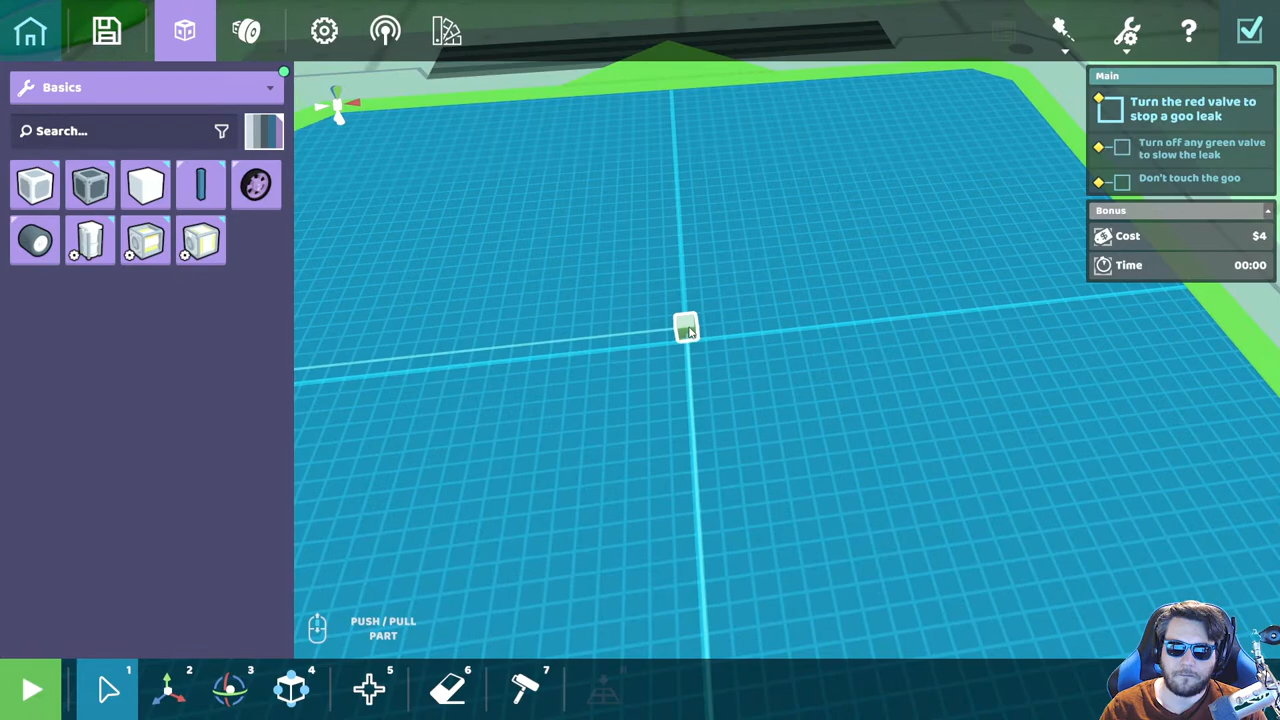 Basics
Search...
Main
Turn the red valve to
stop a goo leak
Turn off any green valve
to slow the leak
Don't touch the goo
Bonus
Cost $4
Time 00:00
PUSH / PULL
PART
1
2
3
4
5
6
7